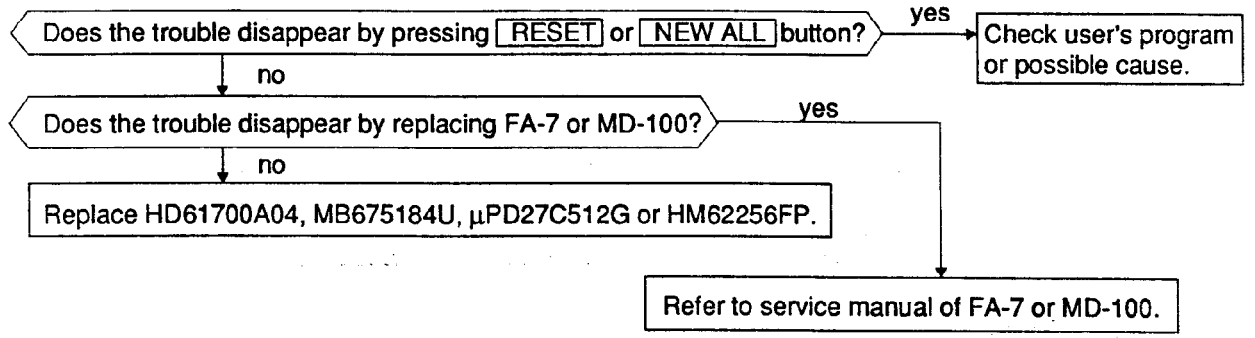 Does the trouble disappear by pressing RESET or NEW ALL button?
yes
Check user's program
or possible cause.
no
Does the trouble disappear by replacing FA-7 or MD-100?
yes
no
Replace HD61700A04, MB675184U, μPD27C512G or HM62256FP.
Refer to service manual of FA-7 or MD-100.